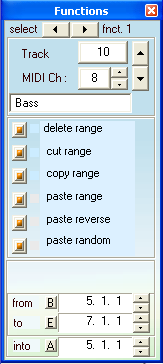 Functions
select fnct. 1
Track 10
MIDI Ch : 8
Bass
delete range
cut range
copy range
paste range
paste reverse
paste random
from B 5. 1. 1
to E 7. 1. 1
into A 5. 1. 1